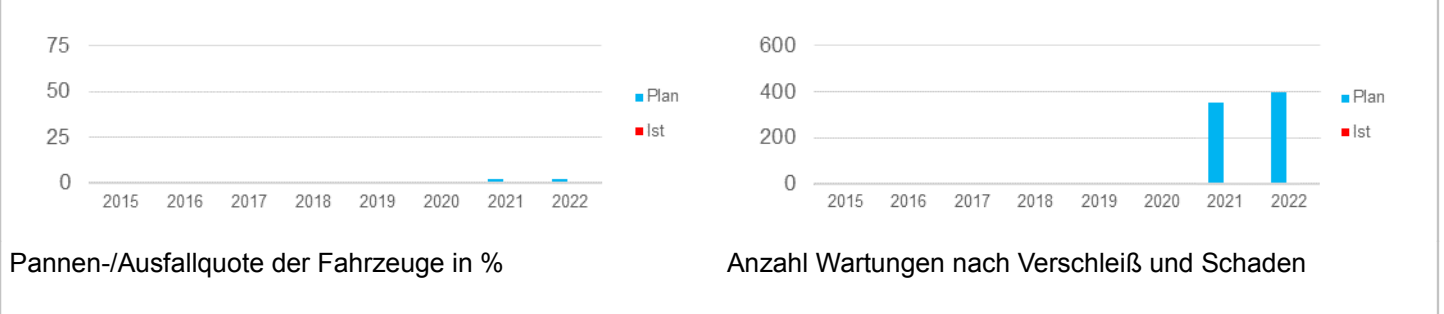 75
50
25
0
2015 2016 2017 2018 2019 2020 2021 2022
Plan
Ist
Pannen-/Ausfallquote der Fahrzeuge in %
600
400
200
0
2015 2016 2017 2018 2019 2020 2021 2022
Plan
Ist
Anzahl Wartungen nach Verschleiß und Schaden